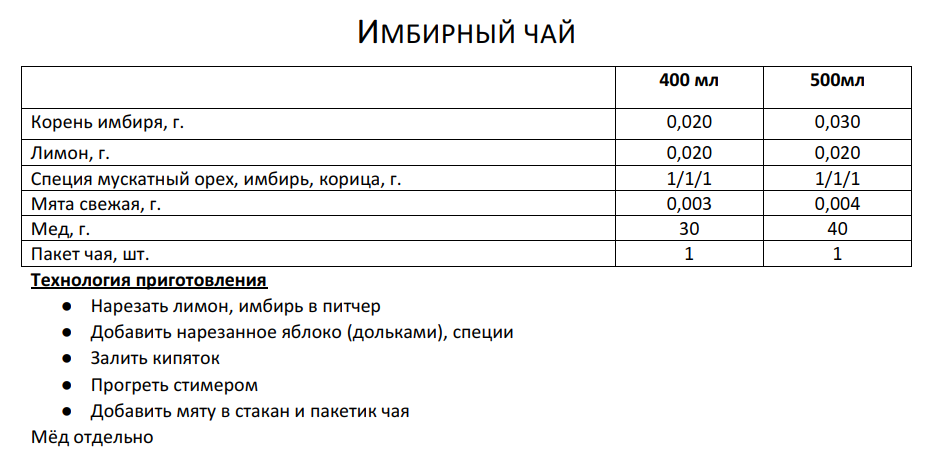 ИМБИРНЫЙ ЧАЙ
400 мл 500мл
Корень имбиря, г. 0,020 0,030
Лимон, г. 0,020 0,020
Специя мускатный орех, имбирь, корица, г. 1/1/1 1/1/1
Мята свежая, г. 0,003 0,004
Мед, г. 30 40
Пакет чая, шт. 1 1
Технология приготовления
● Нарезать лимон, имбирь в питчер
● Добавить нарезанное яблоко (дольками), специи
● Залить кипяток
● Прогреть стимером
● Добавить мяту в стакан и пакетик чая
Мёд отдельно